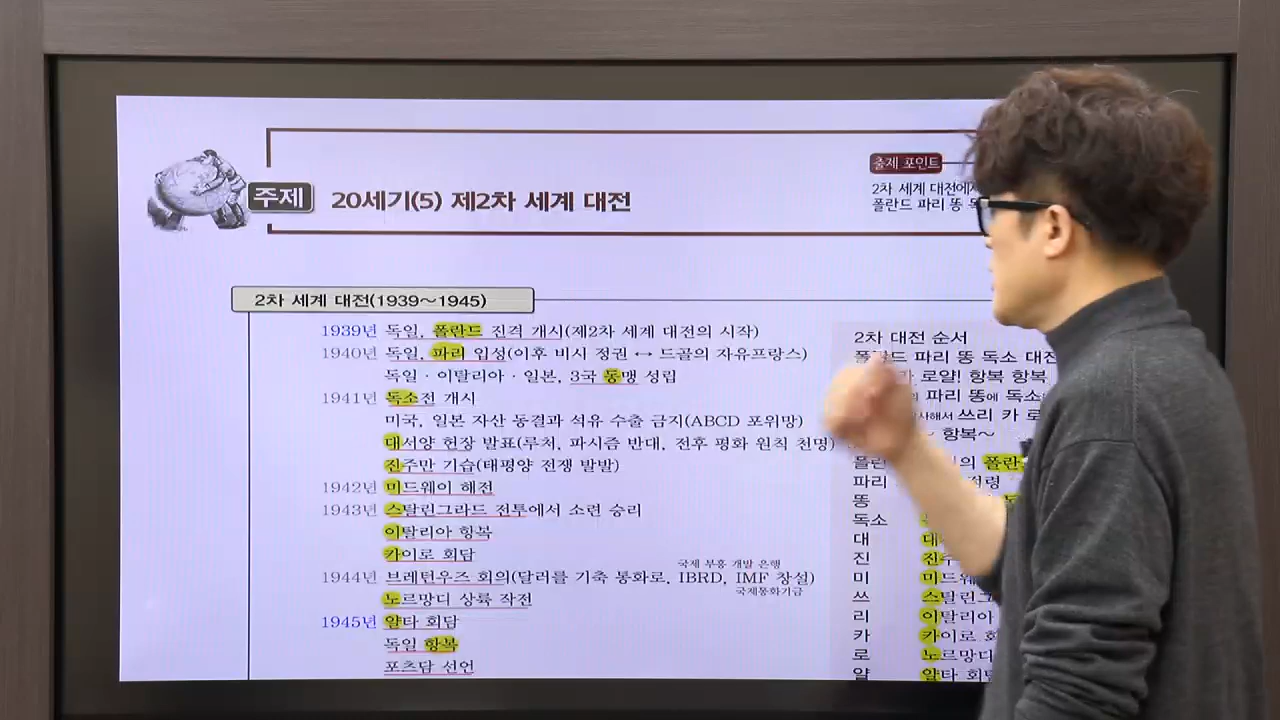 출제 포인트
주제 20세기(5) 제2차 세계 대전
2차 세계 대전에서
폴란드 파리 똥
2차 세계 대전(1939~1945)
1939년 독일, 폴란드 진격 개시(제2차 세계 대전의 시작)
1940년 독일, 파리 입성(이후 비시 정권 ↔ 드골의 자유프랑스)
독일·이탈리아·일본, 3국 동맹 성립
1941년 독소전 개시
미국, 일본 자산 동결과 석유 수출 금지(ABCD 포위망)
대서양 헌장 발표(루처, 파시즘 반대, 전후 평화 원칙 천명)
진주만 기습(태평양 전쟁 발발)
1942년 미드웨이 해전
1943년 스탈린그라드 전투에서 소련 승리
이탈리아 항복
카이로 회담
국제 부흥 개발 은행
1944년 브레턴우즈 회의(달러를 기축 통화로, IBRD, IMF 창설)
국제통화기금
노르망디 상륙 작전
1945년 얄타 회담
독일 항복
포츠담 선언
2차 대전 순서
폴란드 파리 똥 독소 대진
로얄! 항복 항복
파리 똥에 독소
쓰리 카 로
항복~
의 폴란
파리
똥
독소
대
진 진주
미 미드웨
쓰 스탈린그
리 이탈리아
카 카이로 회
로 노르망디
얄 얄타 회담